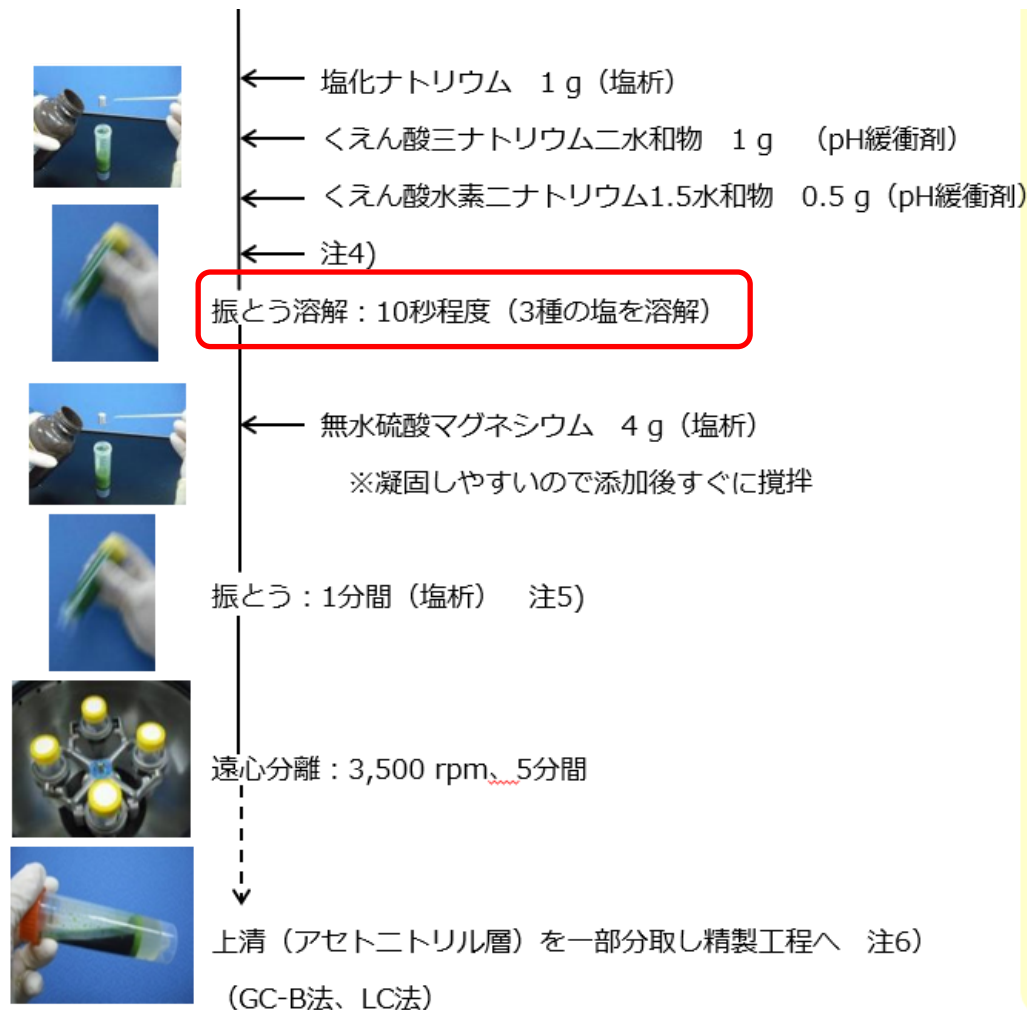 塩化ナトリウム　1 g（塩析）
くえん酸三ナトリウム二水和物　1 g　（pH緩衝剤）
くえん酸水素二ナトリウム1.5水和物　0.5 g（pH緩衝剤）
注4)
振とう溶解：10秒程度（3種の塩を溶解）
無水硫酸マグネシウム　4 g（塩析）
※凝固しやすいので添加後すぐに撹拌
振とう：1分間（塩析）　注5)
遠心分離：3,500 rpm、5分間
上清（アセトニトリル層）を一部分取し精製工程へ　注6）
（GC-B法、LC法）